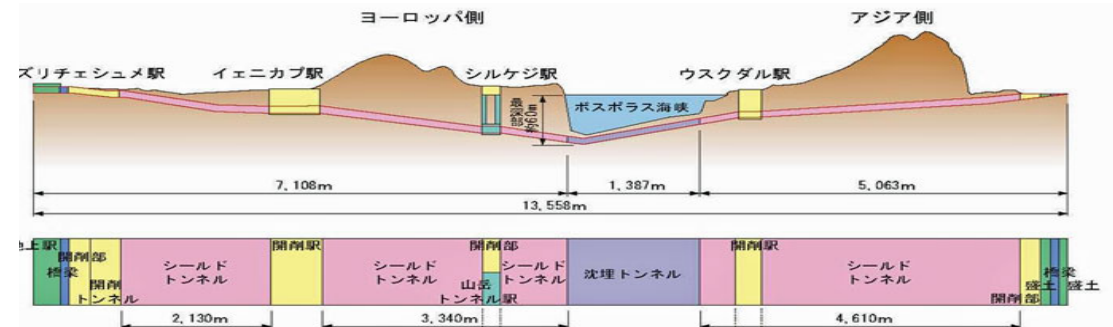 ヨーロッパ側
アジア側
ズリチェシュメ駅
イェニカプ駅
シルケジ駅
ウスクダル駅
最深部
約60m
ボスポラス海峡
7,108m
1,387m
5,063m
13,558m
地上駅
橋梁
開削部
開削
トンネル
シールド
トンネル
開削駅
シールド
トンネル
開削部
山岳
トンネル駅
シールド
トンネル
沈埋トンネル
開削駅
シールド
トンネル
開削部
盛土
橋梁
盛土
2,130m
3,340m
4,610m